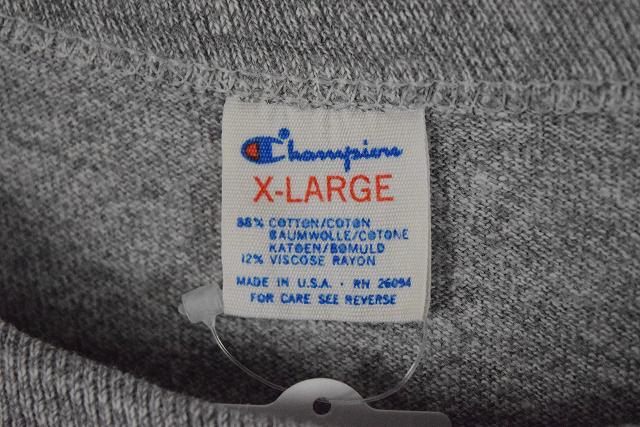 Champion
X-LARGE
88% COTTON/COTON
BAUMWOLLE/COTONE
KATOEN/BOMULD
12% VISCOSE RAYON
MADE IN U.S.A. · RN 26094
FOR CARE SEE REVERSE